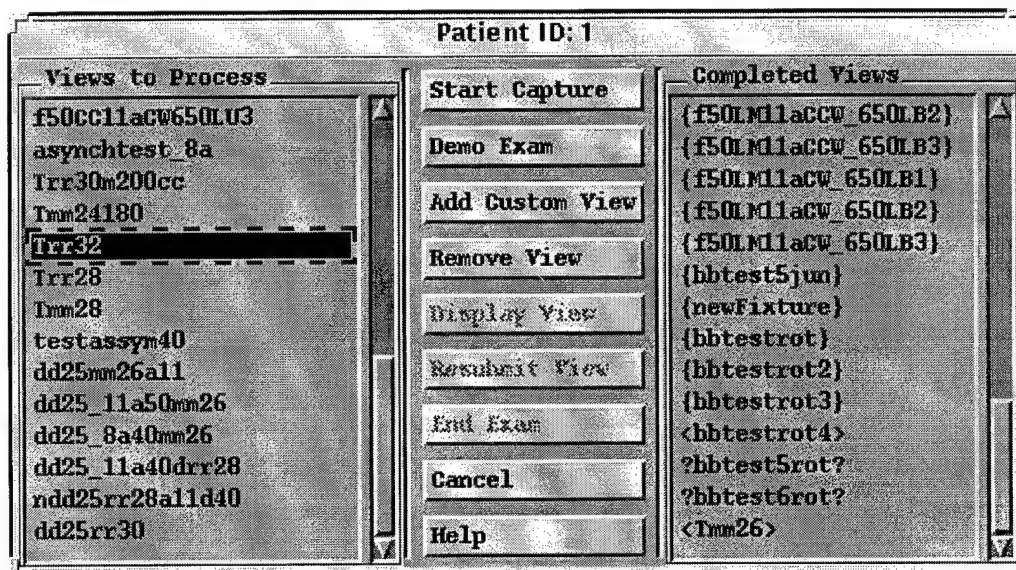 Patient ID: 1
Views to Process
f50CC11aCW650LU3
asynchtest_8a
Trr30m200cc
Tmm24180
Trr32
Trr28
Tmm28
testassym40
dd25mm26a11
dd25_11a50mm26
dd25_8a40mm26
dd25_11a40drr28
ndd25rr28a11d40
dd25rr30
Start Capture
Demo Exam
Add Custom View
Remove View
Display View
Resubmit View
End Exam
Cancel
Help
Completed Views
{f50LM11aCCW_650LB2}
{f50LM11aCCW_650LB3}
{f50LM11aCW_650LB1}
{f50LM11aCW_650LB2}
{f50LM11aCW_650LB3}
{bbtest5jun}
{newFixture}
{bbtestrot}
{bbtestrot2}
{bbtestrot3}
<bbtestrot4>
?bbtest5rot?
?bbtest6rot?
<Tmm26>